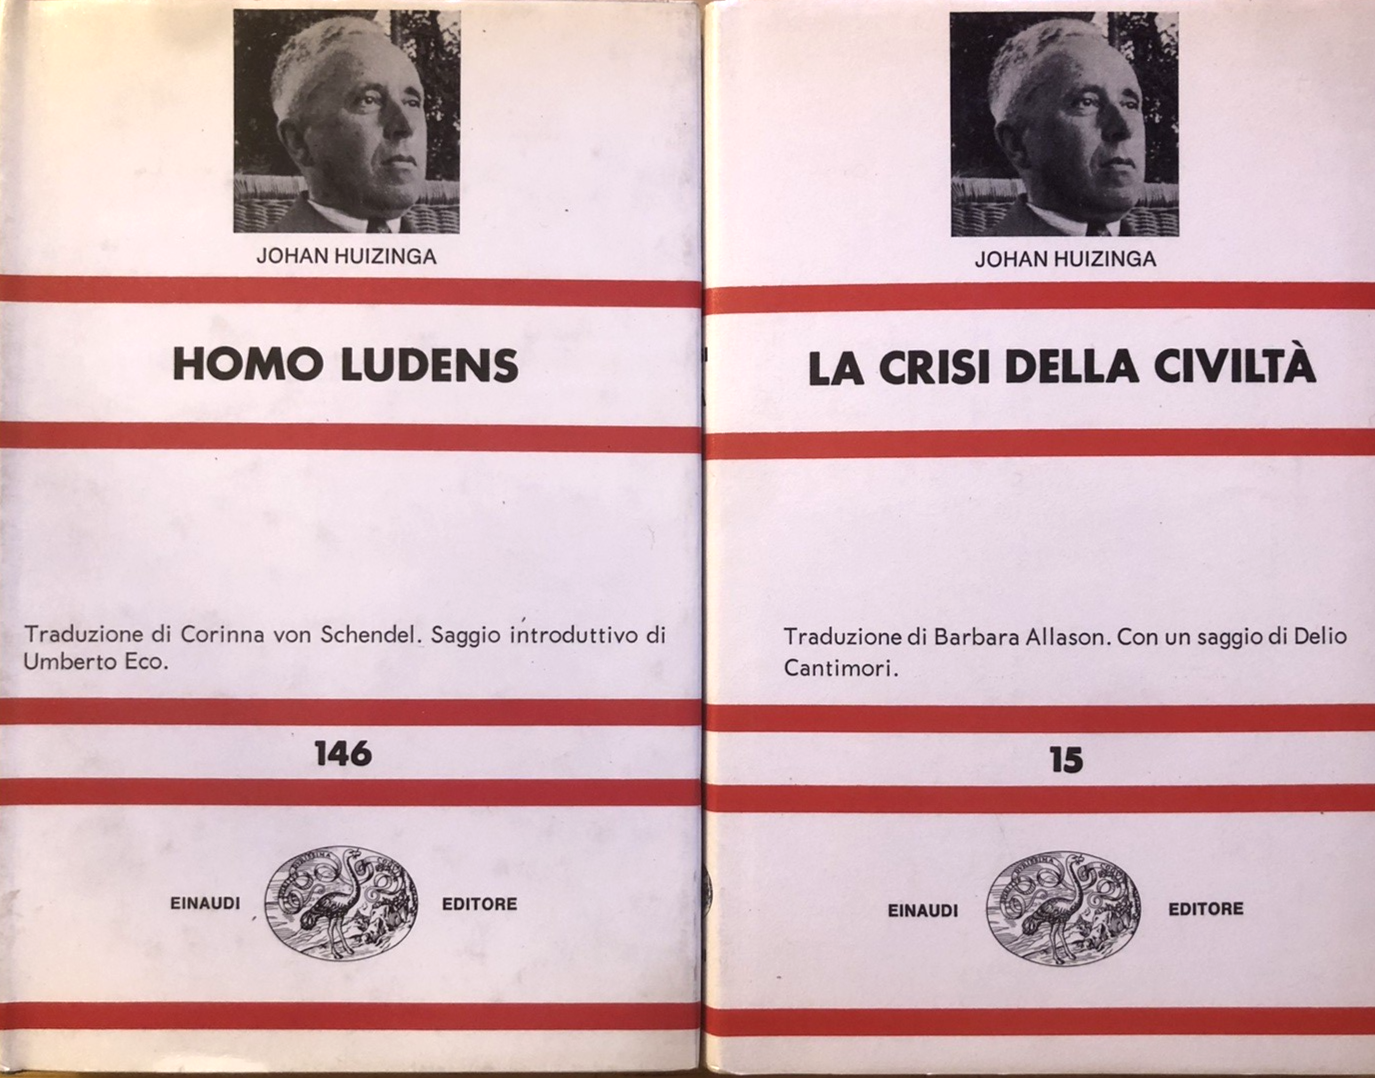 JOHAN HUIZINGA
HOMO LUDENS
Traduzione di Corinna von Schendel. Saggio introduttivo di
Umberto Eco.
146
EINAUDI EDITORE
JOHAN HUIZINGA
LA CRISI DELLA CIVILTÀ
Traduzione di Barbara Allason. Con un saggio di Delio
Cantimori.
15
EINAUDI EDITORE